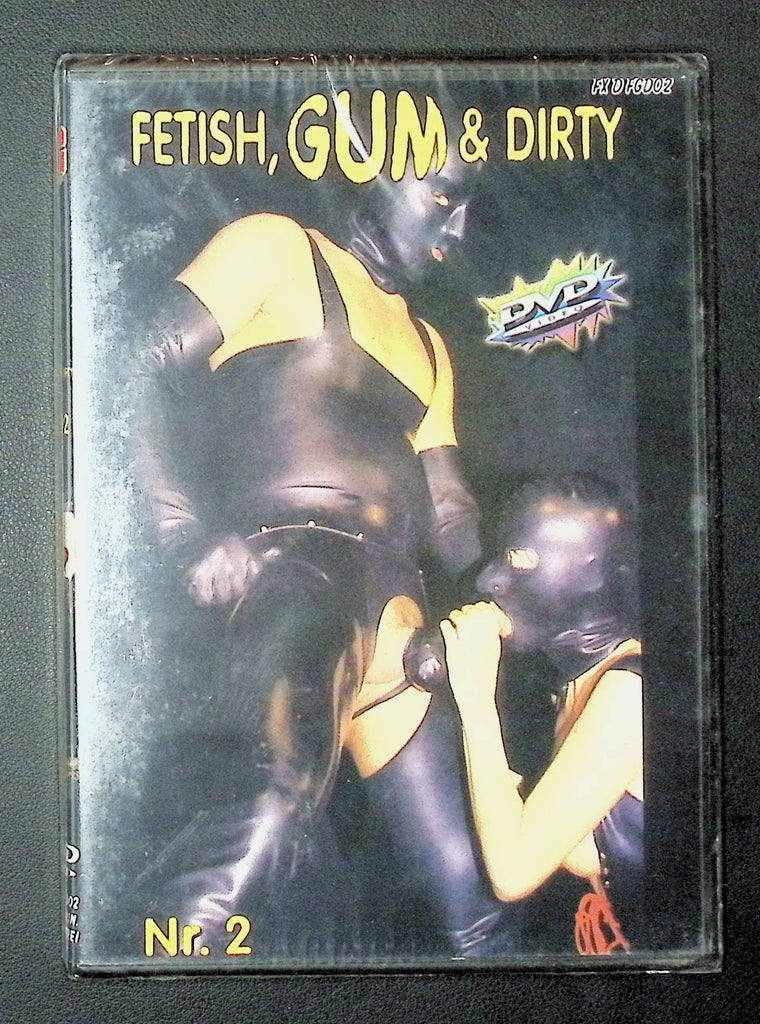 FX D FGD02
FETISH, GUM & DIRTY
DVD
VIDEO
Nr. 2